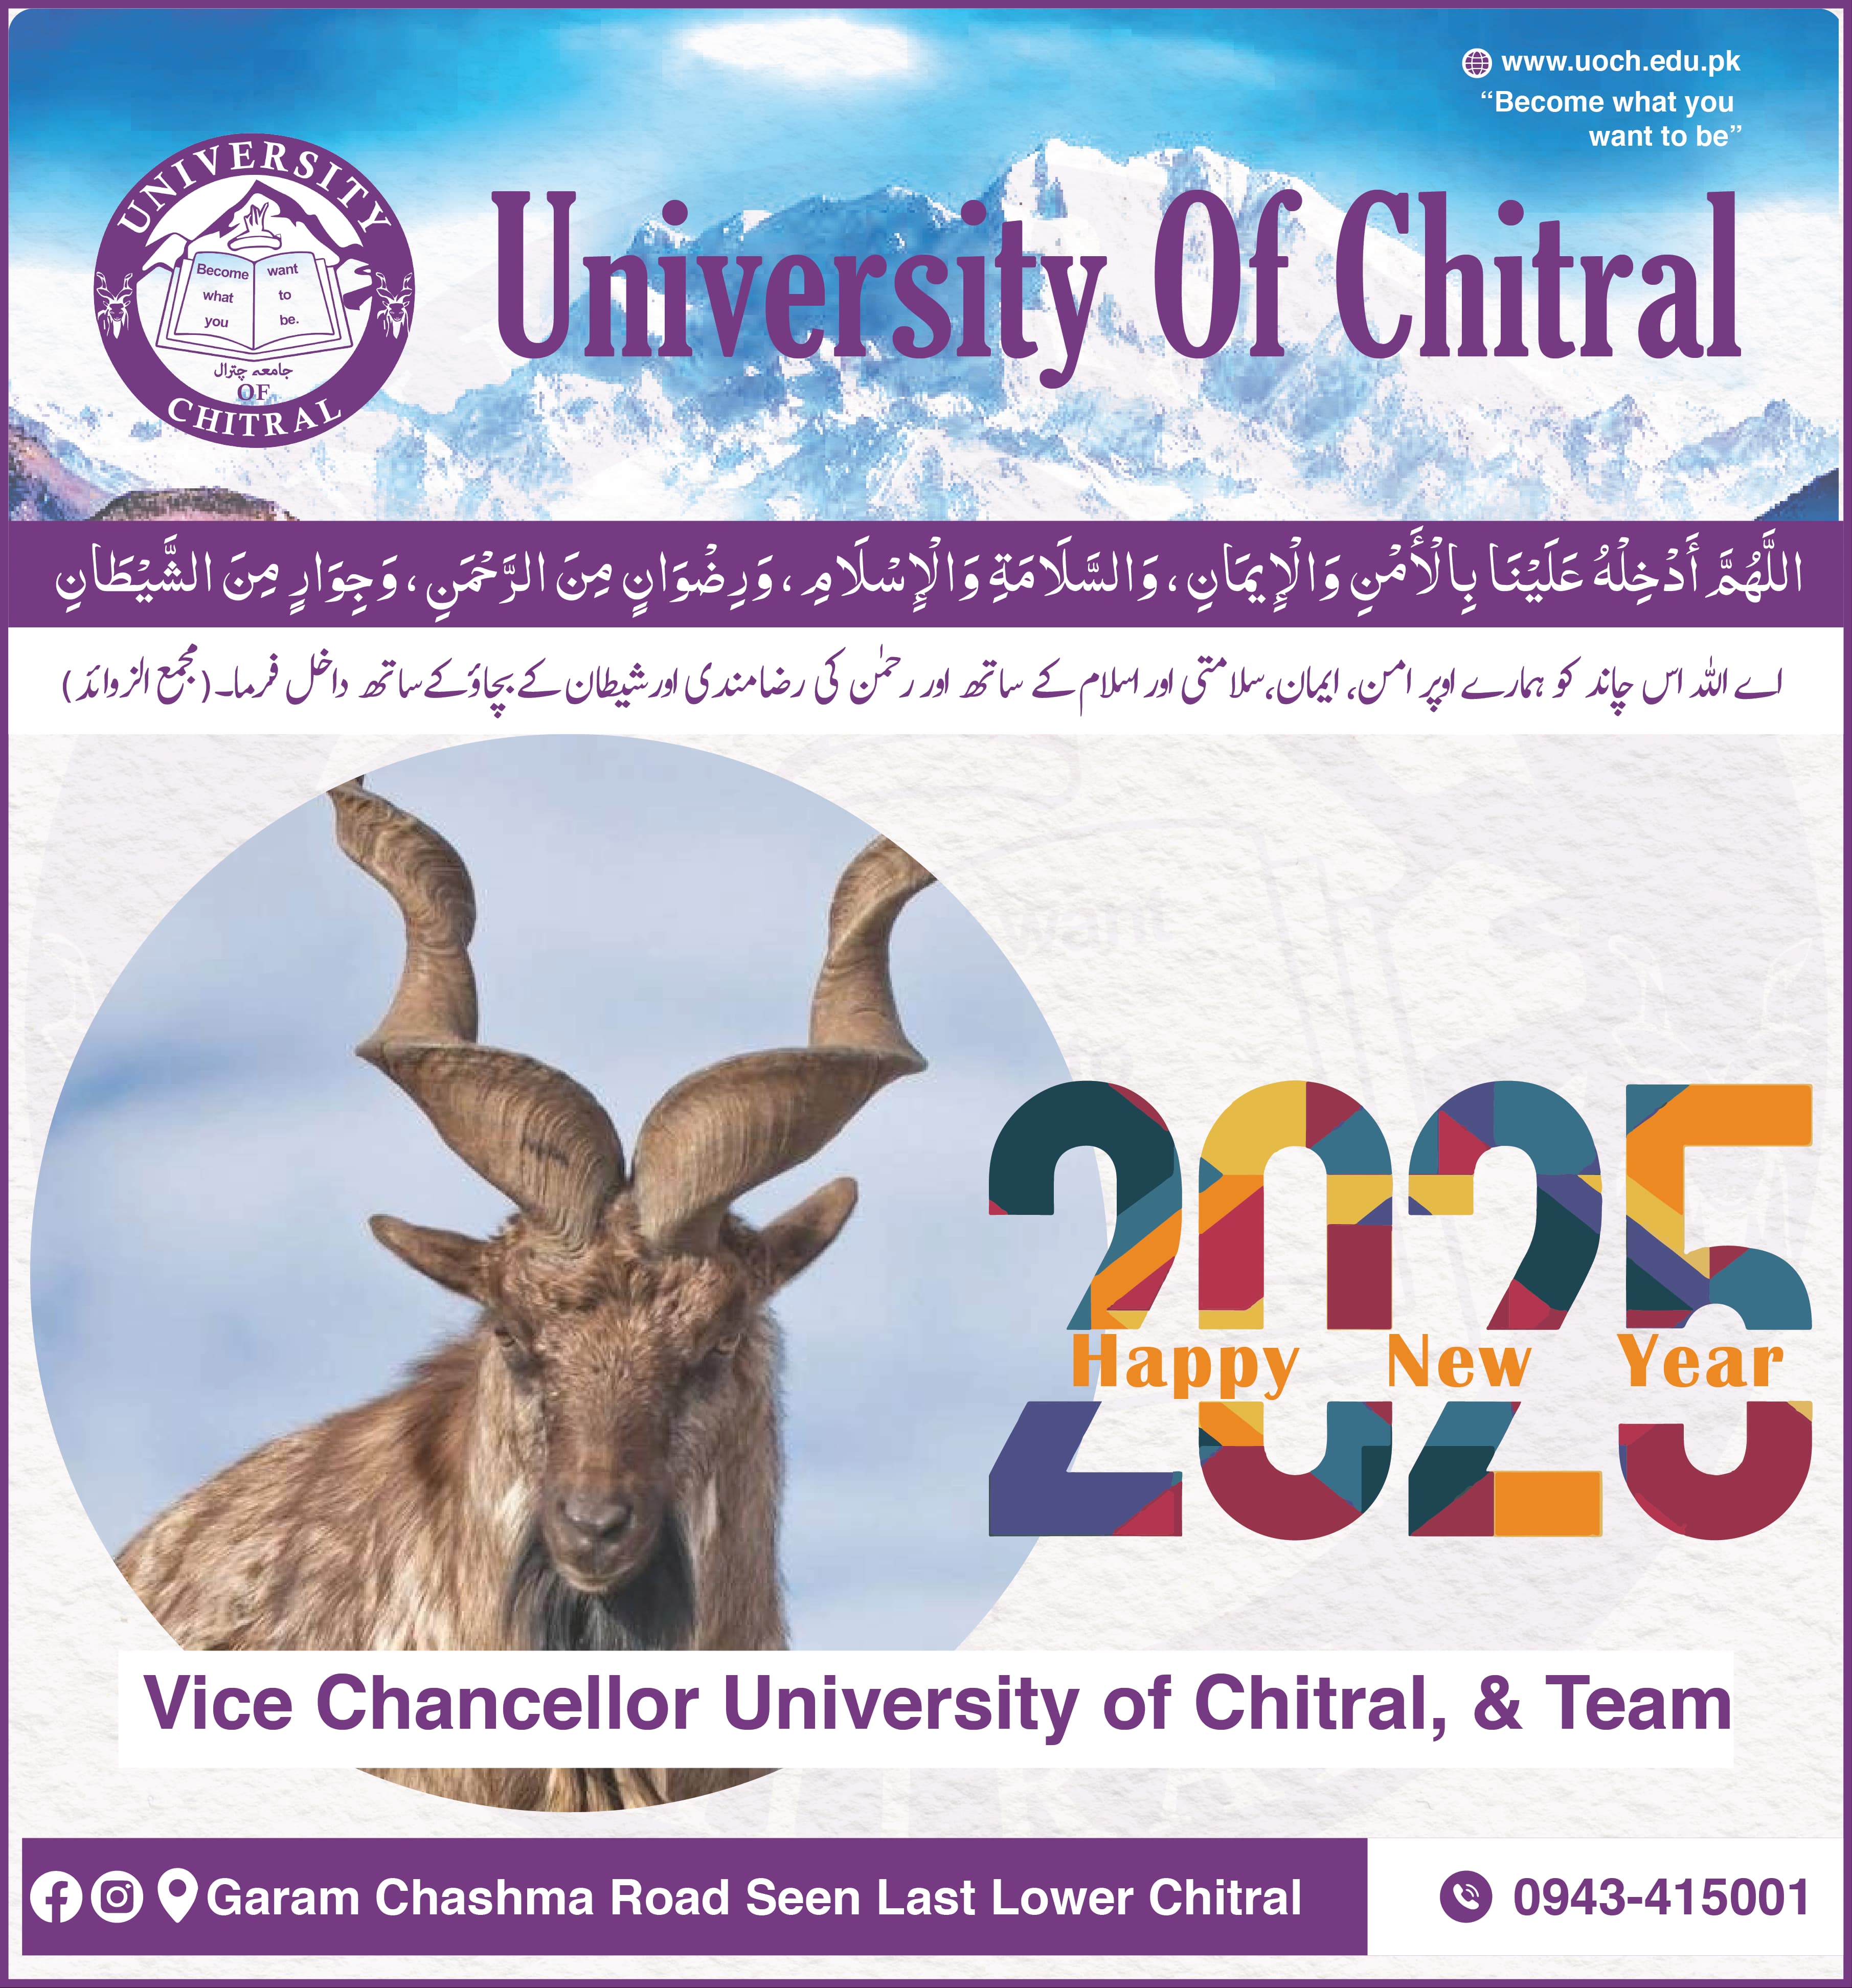 www.uoch.edu.pk
“Become what you
want to be”
UNIVERSITY
Become want
what to
you be.
جامعہ چترال
OF
CHITRAL
University Of Chitral
اللَّهُمَّ أَدْخِلْهُ عَلَيْنَا بِالْأَمْنِ وَالْإِيمَانِ، وَالسَّلَامَةِ وَالْإِسْلَامِ، وَرِضْوَانٍ مِنَ الرَّحْمَنِ، وَجِوَارٍ مِنَ الشَّيْطَانِ
اے اللہ اس چاند کو ہمارے اوپر امن، ایمان، سلامتی اور اسلام کے ساتھ اور رحمٰن کی رضامندی اور شیطان کے بچاؤ کے ساتھ داخل فرما۔ (مجمع الزوائد)
want
2025
Happy New Year
Vice Chancellor University of Chitral, & Team
Garam Chashma Road Seen Last Lower Chitral
0943-415001